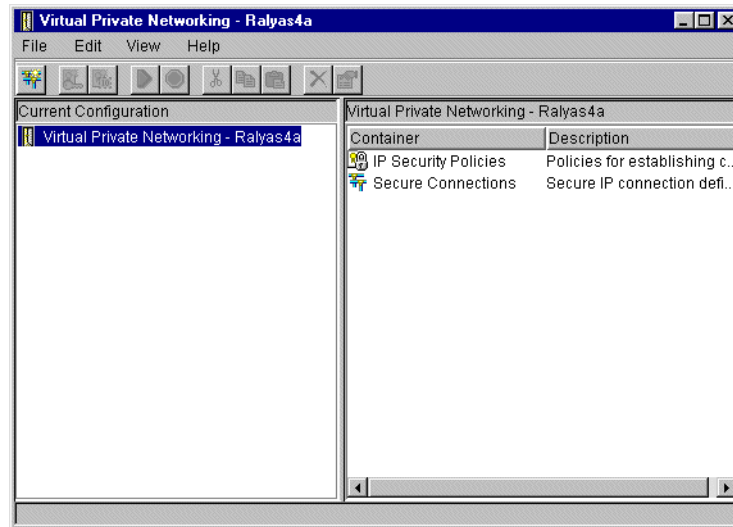 Virtual Private Networking - Ralyas4a
File Edit View Help
Current Configuration
Virtual Private Networking - Ralyas4a
Virtual Private Networking - Ralyas4a
Container Description
IP Security Policies Policies for establishing c...
Secure Connections Secure IP connection defi...